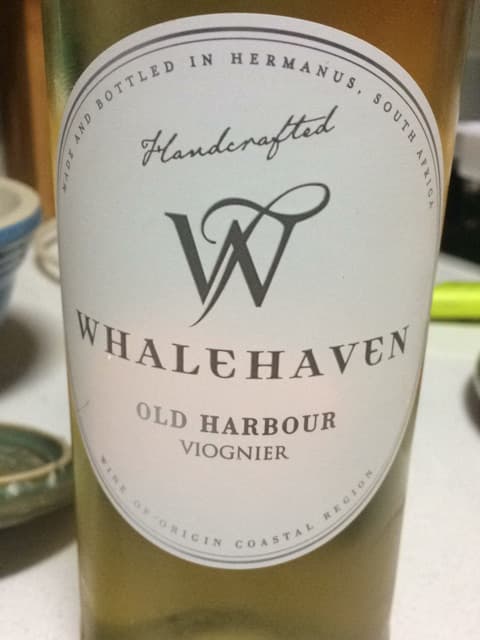 MADE AND BOTTLED IN HERMANUS, SOUTH AFRICA
Handcrafted
W
WHALEHAVEN
OLD HARBOUR
VIOGNIER
WINE OF ORIGIN COASTAL REGION